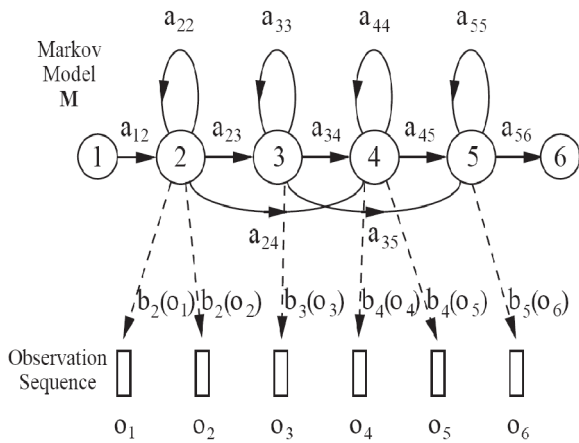 a₂₂ a₃₃ a₄₄ a₅₅
Markov
Model
M
a₁₂ a₂₃ a₃₄ a₄₅ a₅₆
1 2 3 4 5 6
a₂₄ a₃₅
b₂(o₁) b₂(o₂) b₃(o₃) b₄(o₄) b₄(o₅) b₅(o₆)
Observation
Sequence
o₁ o₂ o₃ o₄ o₅ o₆